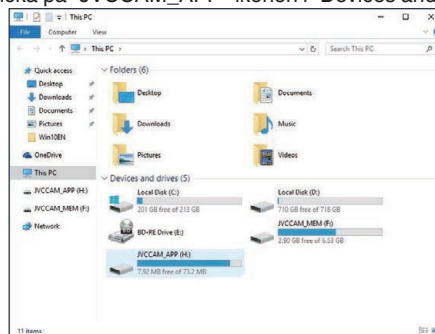 cka på "JVCCAM_APP"-ikonen i "Devices and
This PC
File Computer View
This PC
Search This PC
Quick access
Desktop
Downloads
Documents
Pictures
Win10EN
OneDrive
This PC
JVCCAM_APP (H:)
JVCCAM_MEM (F:)
Network
Folders (6)
Desktop
Documents
Downloads
Music
Pictures
Videos
Devices and drives (5)
Local Disk (C:)
201 GB free of 213 GB
Local Disk (D:)
710 GB free of 718 GB
BD-RE Drive (E:)
JVCCAM_MEM (F:)
2.80 GB free of 6.53 GB
JVCCAM_APP (H:)
7.92 MB free of 73.2 MB
11 items